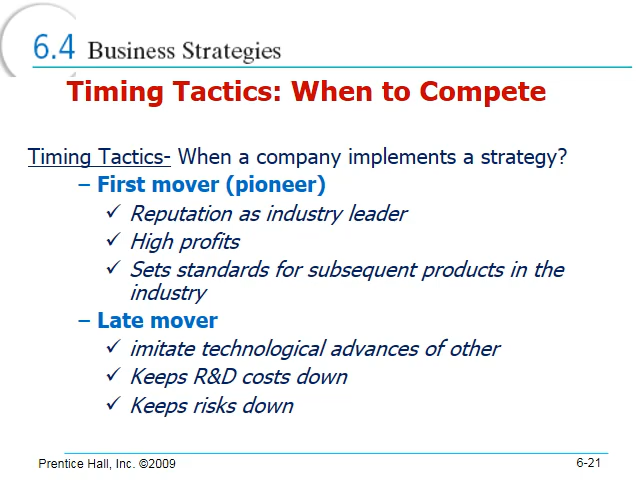 6.4 Business Strategies
Timing Tactics: When to Compete
Timing Tactics- When a company implements a strategy?
– First mover (pioneer)
✓ Reputation as industry leader
✓ High profits
✓ Sets standards for subsequent products in the
industry
– Late mover
✓ imitate technological advances of other
✓ Keeps R&D costs down
✓ Keeps risks down
Prentice Hall, Inc. ©2009
6-21